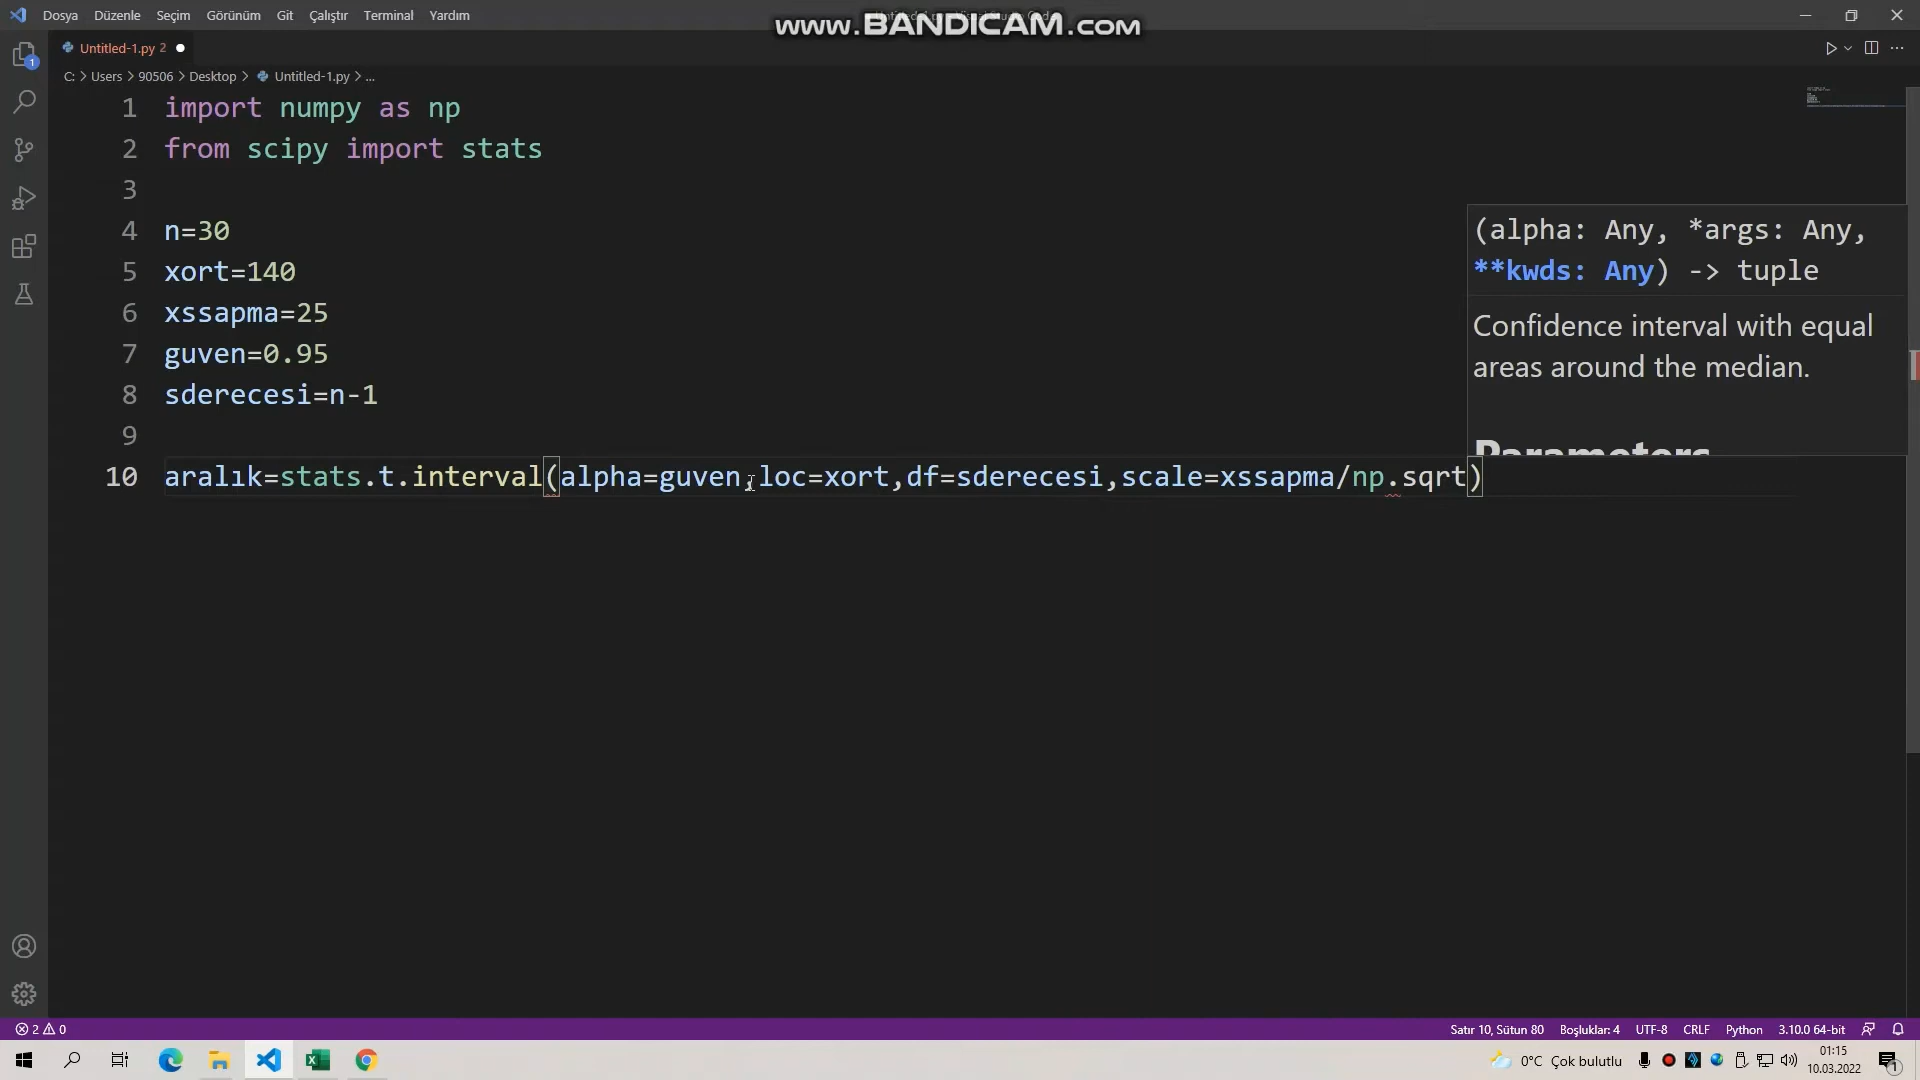 Dosya Düzenle Seçim Görünüm Git Çalıştır Terminal Yardım
www.BANDICAM.com
Untitled-1.py 2
C: > Users > 90506 > Desktop > Untitled-1.py > ...
1 import numpy as np
2 from scipy import stats
3
4 n=30
5 xort=140
6 xssapma=25
7 guven=0.95
8 sderecesi=n-1
9
10 aralık=stats.t.interval(alpha=guven,loc=xort,df=sderecesi,scale=xssapma/np.sqrt)
(alpha: Any, *args: Any,
**kwds: Any) -> tuple
Confidence interval with equal
areas around the median.
Parameters
2 0
Satır 10, Sütun 80 Boşluklar: 4 UTF-8 CRLF Python 3.10.0 64-bit
0°C Çok bulutlu
01:15
10.03.2022